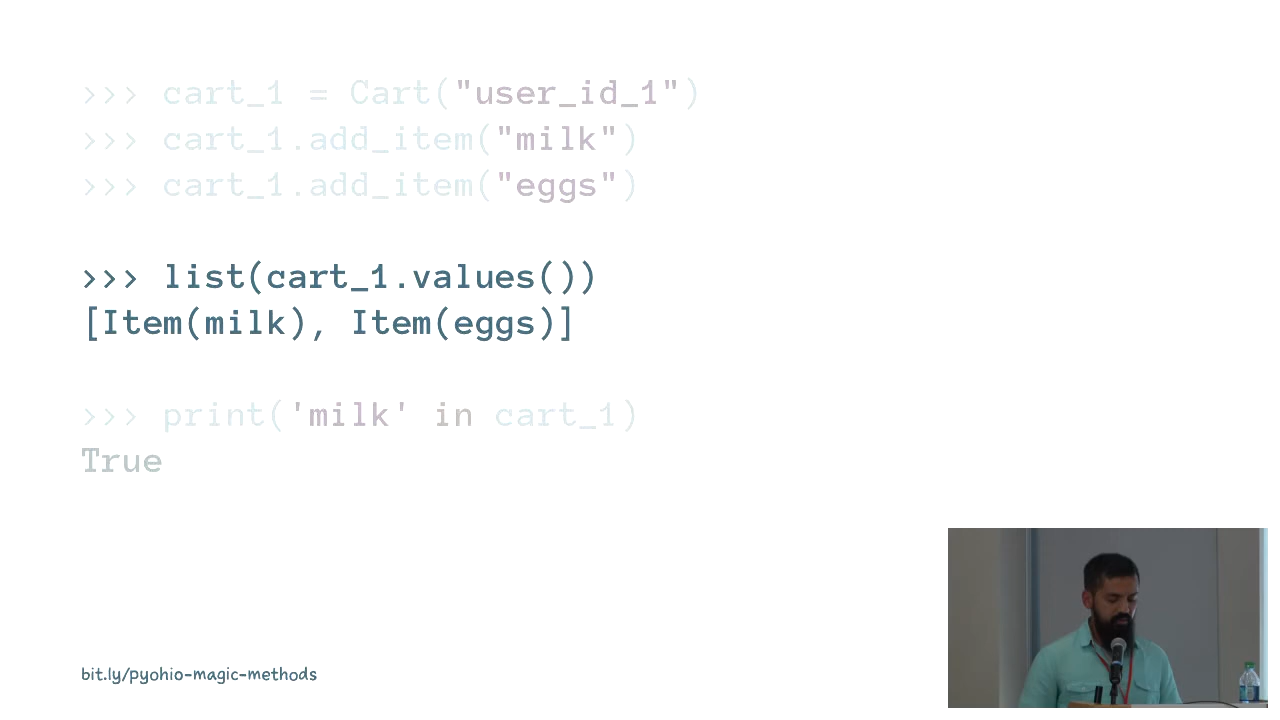 >>> cart_1 = Cart("user_id_1")
>>> cart_1.add_item("milk")
>>> cart_1.add_item("eggs")
>>> list(cart_1.values())
[Item(milk), Item(eggs)]
>>> print('milk' in cart_1)
True
bit.ly/pyohio-magic-methods